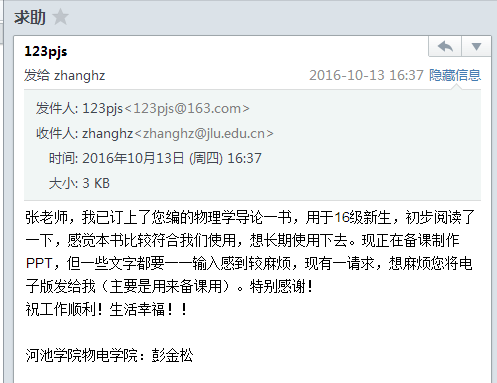 求助
123pjs
发给 zhanghz 2016-10-13 16:37 隐藏信息
发件人: 123pjs<123pjs@163.com>
收件人: zhanghz<zhanghz@jlu.edu.cn>
时间: 2016年10月13日 (周四) 16:37
大小: 3 KB
张老师，我已订上了您编的物理学导论一书，用于16级新生，初步阅读了
一下，感觉本书比较符合我们使用，想长期使用下去。现正在备课制作
PPT，但一些文字都要一一输入感到较麻烦，现有一请求，想麻烦您将电
子版发给我（主要是用来备课用）。特别感谢！
祝工作顺利！生活幸福！！
河池学院物电学院：彭金松